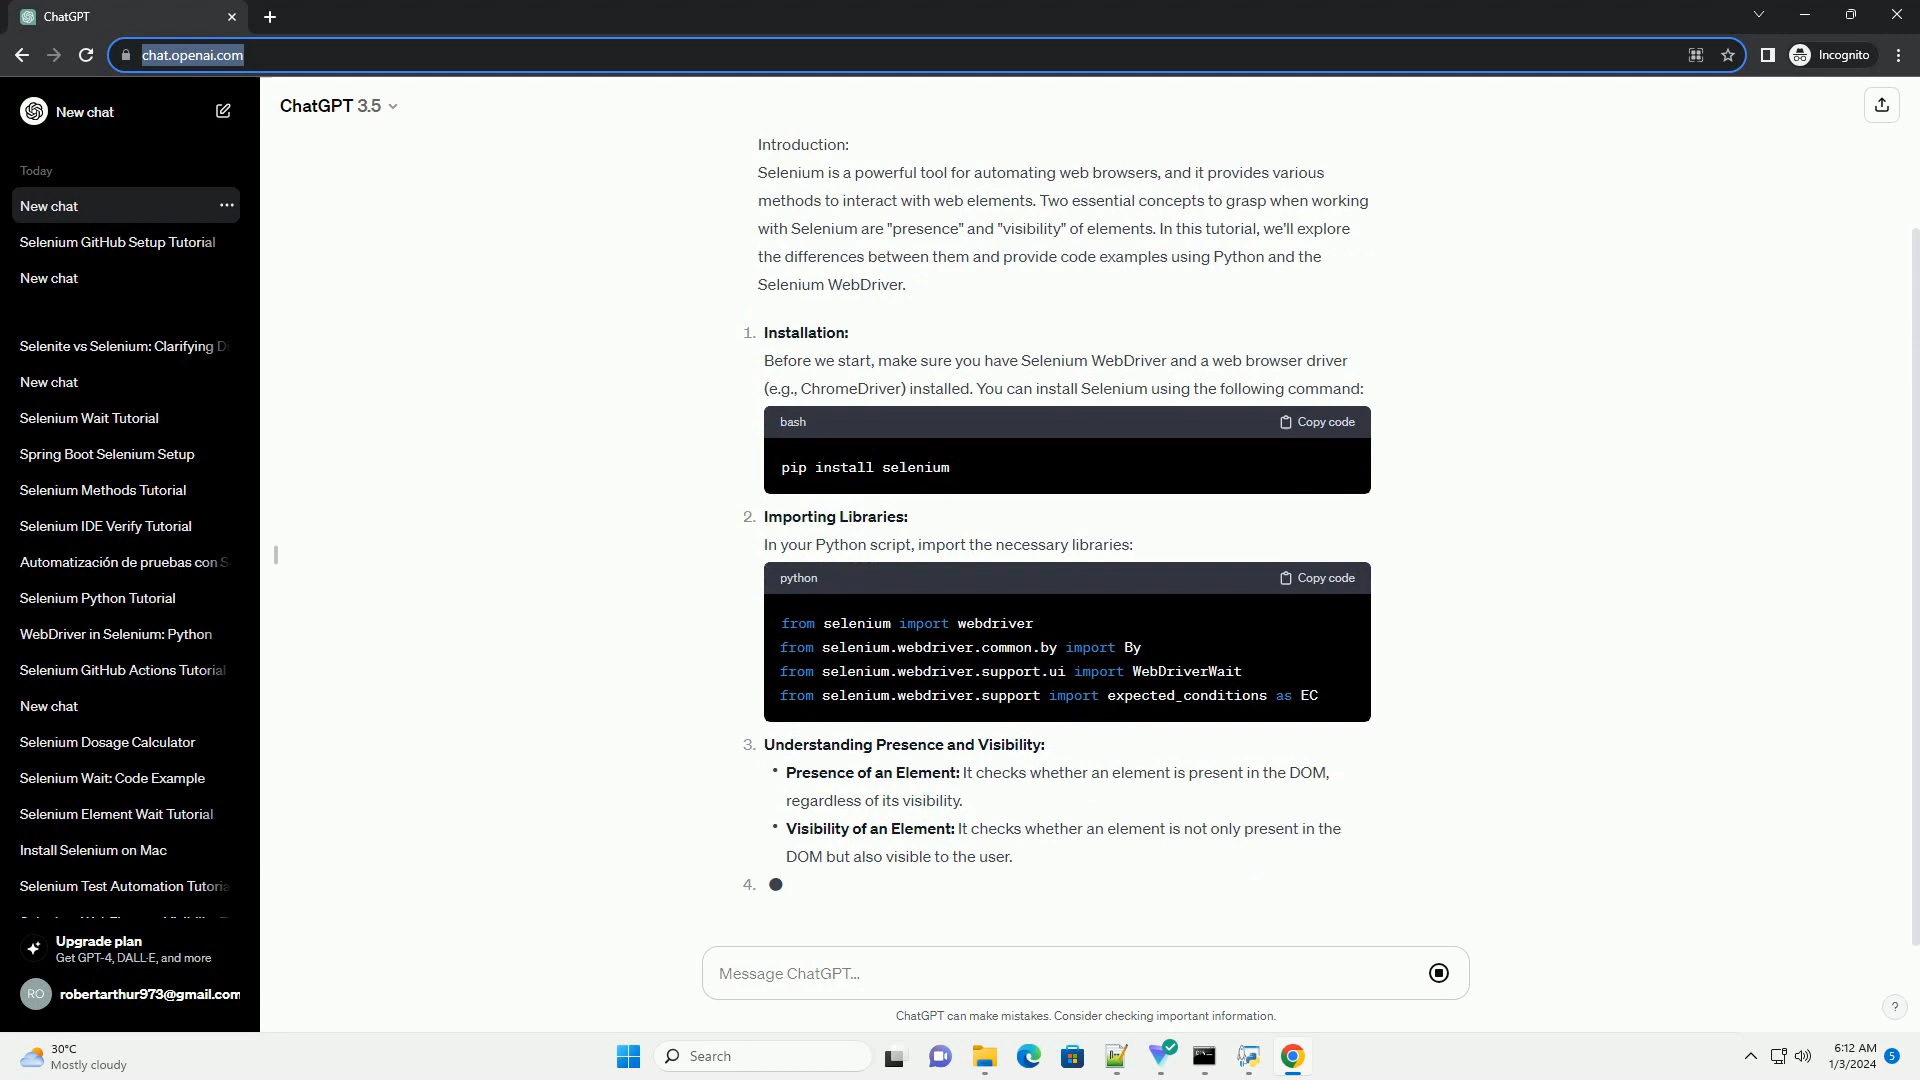 ChatGPT
chat.openai.com
Incognito
New chat
Today
New chat
Selenium GitHub Setup Tutorial
New chat
Selenite vs Selenium: Clarifying Di
New chat
Selenium Wait Tutorial
Spring Boot Selenium Setup
Selenium Methods Tutorial
Selenium IDE Verify Tutorial
Automatización de pruebas con S
Selenium Python Tutorial
WebDriver in Selenium: Python
Selenium GitHub Actions Tutorial
New chat
Selenium Dosage Calculator
Selenium Wait: Code Example
Selenium Element Wait Tutorial
Install Selenium on Mac
Selenium Test Automation Tutoria
Upgrade plan
Get GPT-4, DALL·E, and more
RO
robertarthur973@gmail.com
ChatGPT 3.5
Introduction:
Selenium is a powerful tool for automating web browsers, and it provides various
methods to interact with web elements. Two essential concepts to grasp when working
with Selenium are "presence" and "visibility" of elements. In this tutorial, we'll explore
the differences between them and provide code examples using Python and the
Selenium WebDriver.
1. Installation:
Before we start, make sure you have Selenium WebDriver and a web browser driver
(e.g., ChromeDriver) installed. You can install Selenium using the following command:
bash Copy code
pip install selenium
2. Importing Libraries:
In your Python script, import the necessary libraries:
python Copy code
from selenium import webdriver
from selenium.webdriver.common.by import By
from selenium.webdriver.support.ui import WebDriverWait
from selenium.webdriver.support import expected_conditions as EC
3. Understanding Presence and Visibility:
• Presence of an Element: It checks whether an element is present in the DOM,
regardless of its visibility.
• Visibility of an Element: It checks whether an element is not only present in the
DOM but also visible to the user.
4.
Message ChatGPT…
ChatGPT can make mistakes. Consider checking important information.
?
30°C
Mostly cloudy
Search
6:12 AM
1/3/2024
5